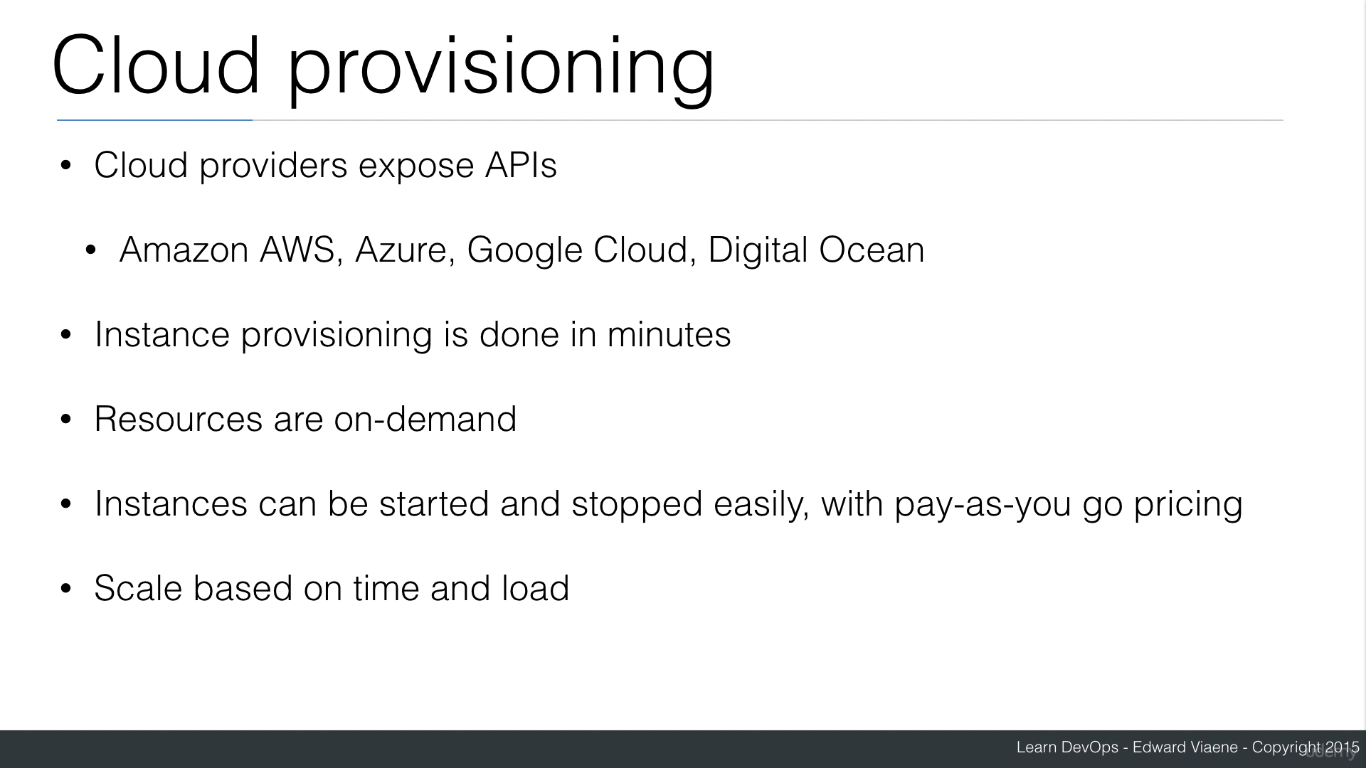 Cloud provisioning
• Cloud providers expose APIs
• Amazon AWS, Azure, Google Cloud, Digital Ocean
• Instance provisioning is done in minutes
• Resources are on-demand
• Instances can be started and stopped easily, with pay-as-you go pricing
• Scale based on time and load
Learn DevOps - Edward Viaene - Copyright 2015
udemy